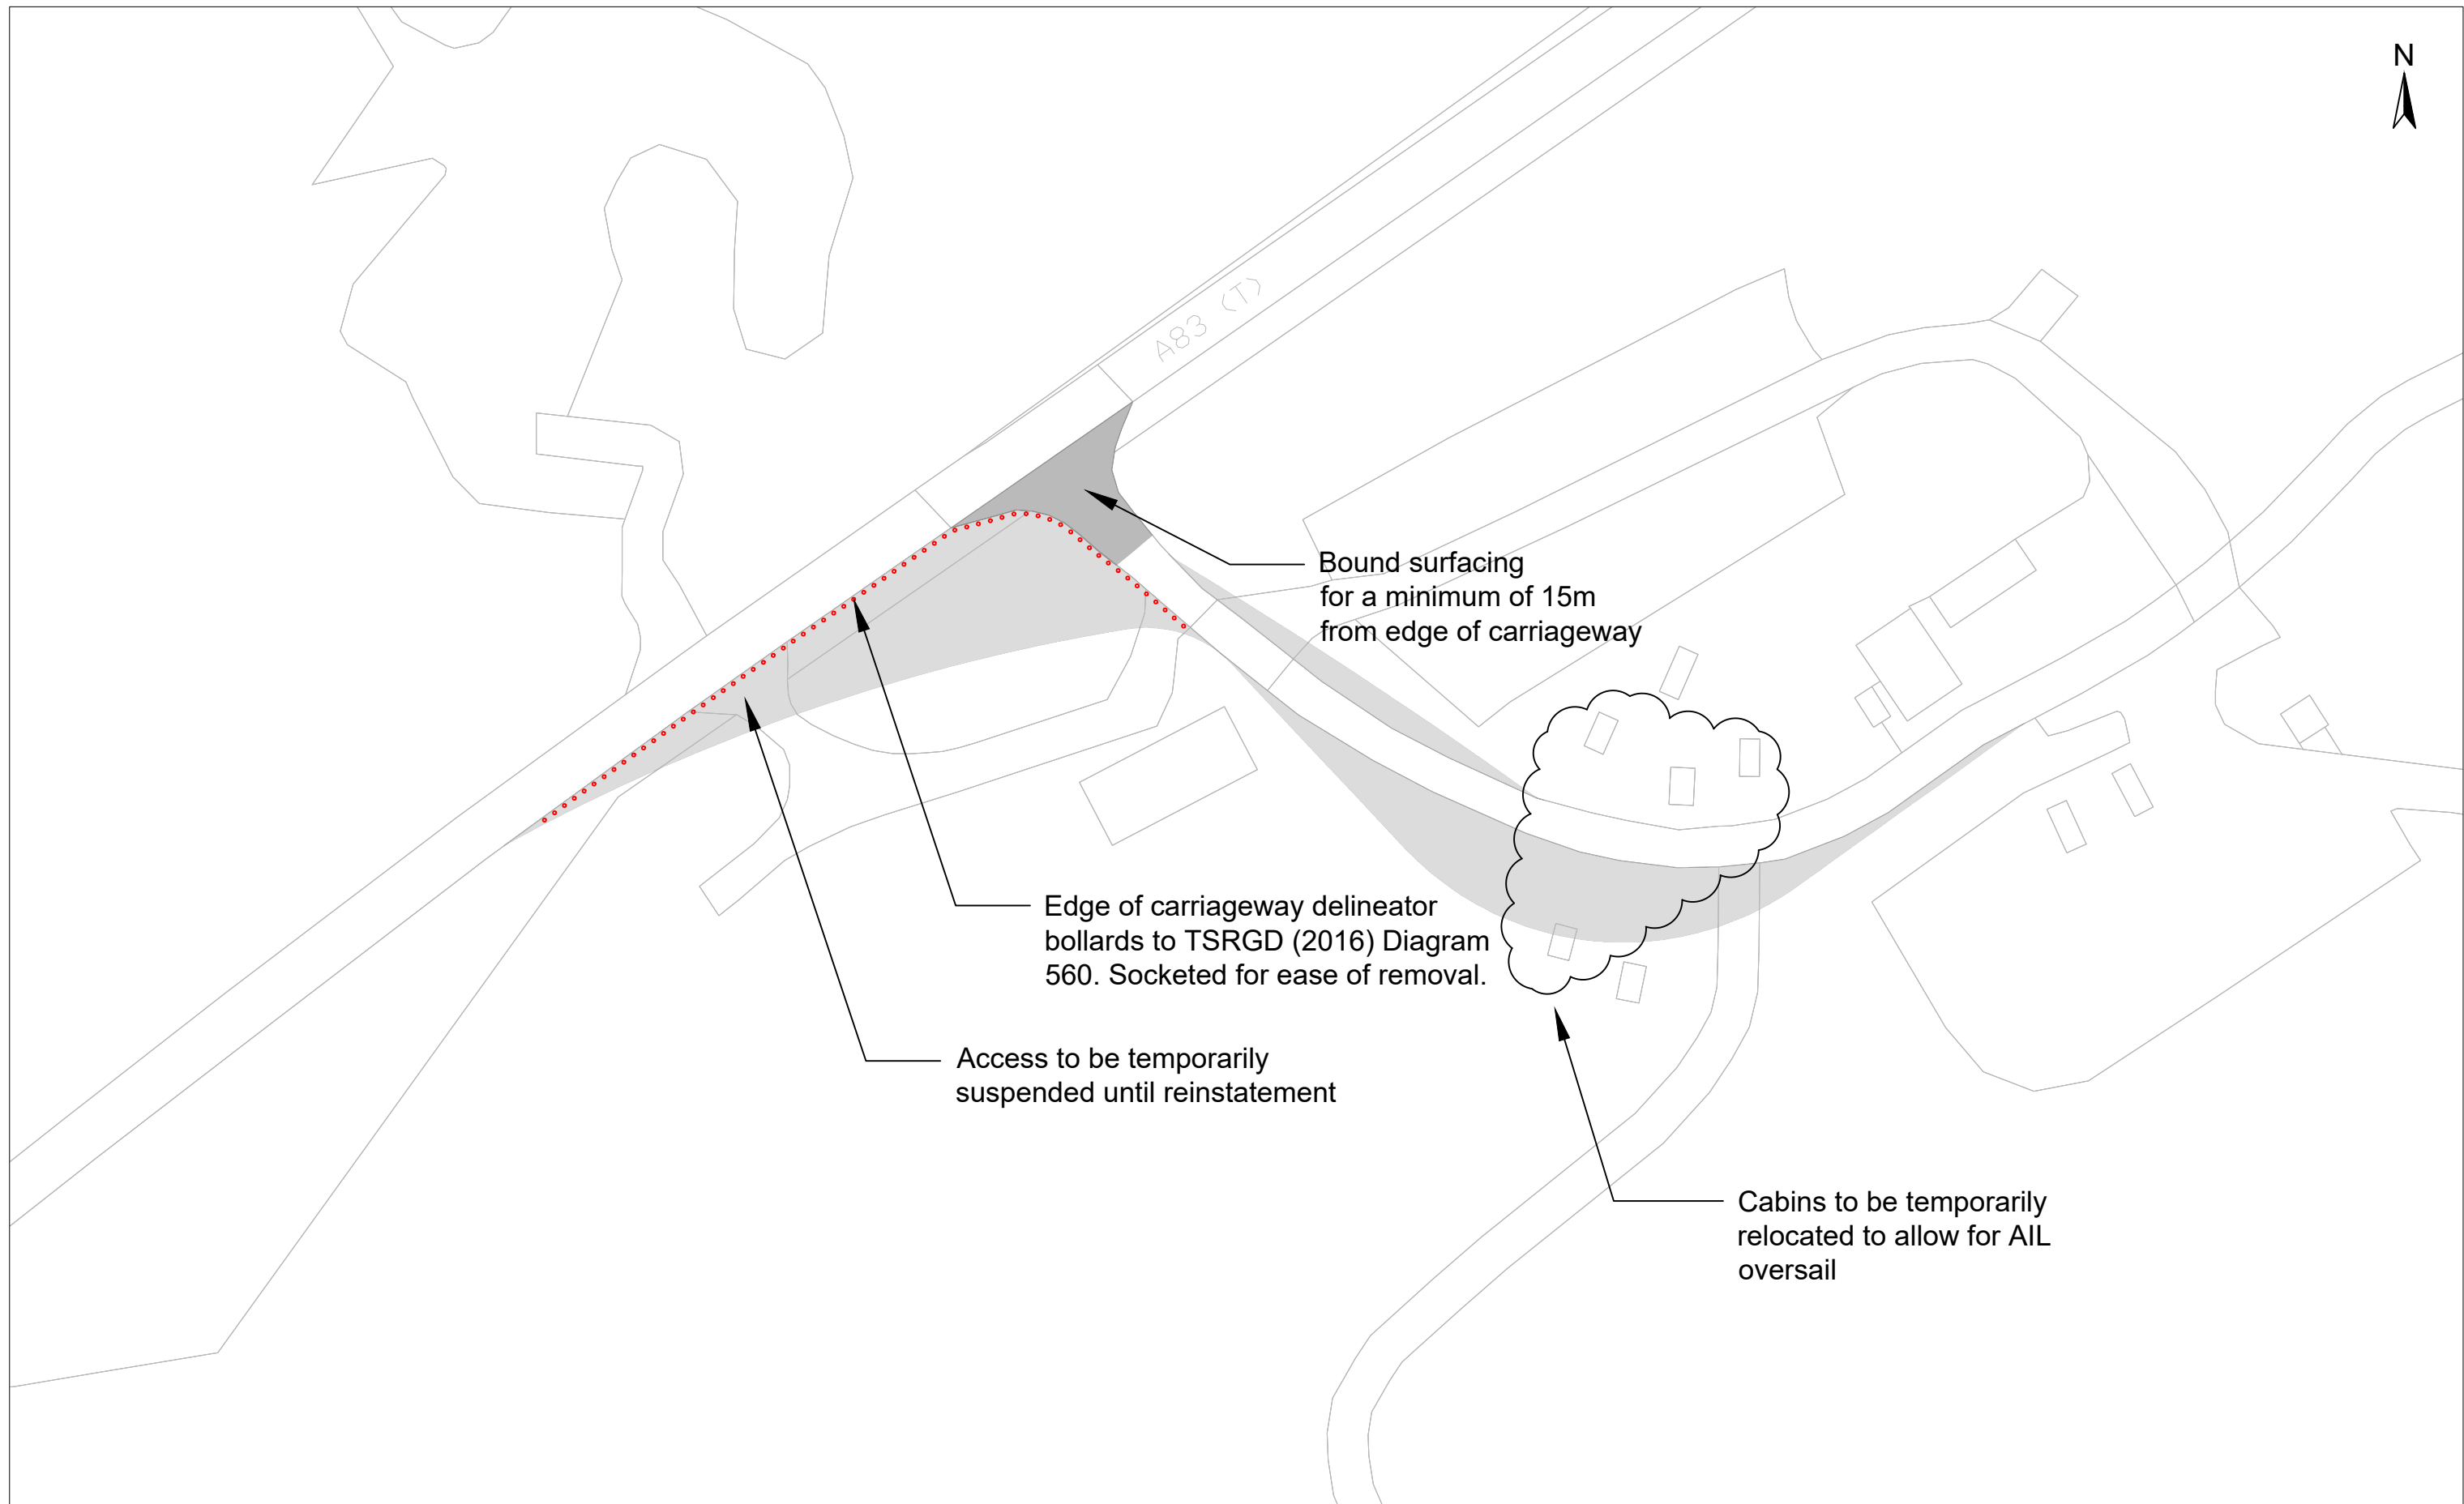 N
A83 (T)
Bound surfacing
for a minimum of 15m
from edge of carriageway
Edge of carriageway delineator
bollards to TSRGD (2016) Diagram
560. Socketed for ease of removal.
Access to be temporarily
suspended until reinstatement
Cabins to be temporarily
relocated to allow for AIL
oversail